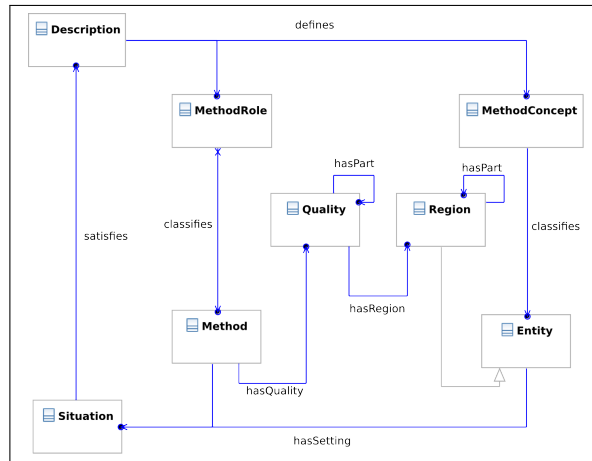 defines
Description
MethodRole
MethodConcept
hasPart
hasPart
Quality
Region
classifies
classifies
satisfies
hasRegion
Method
Entity
hasQuality
Situation
hasSetting